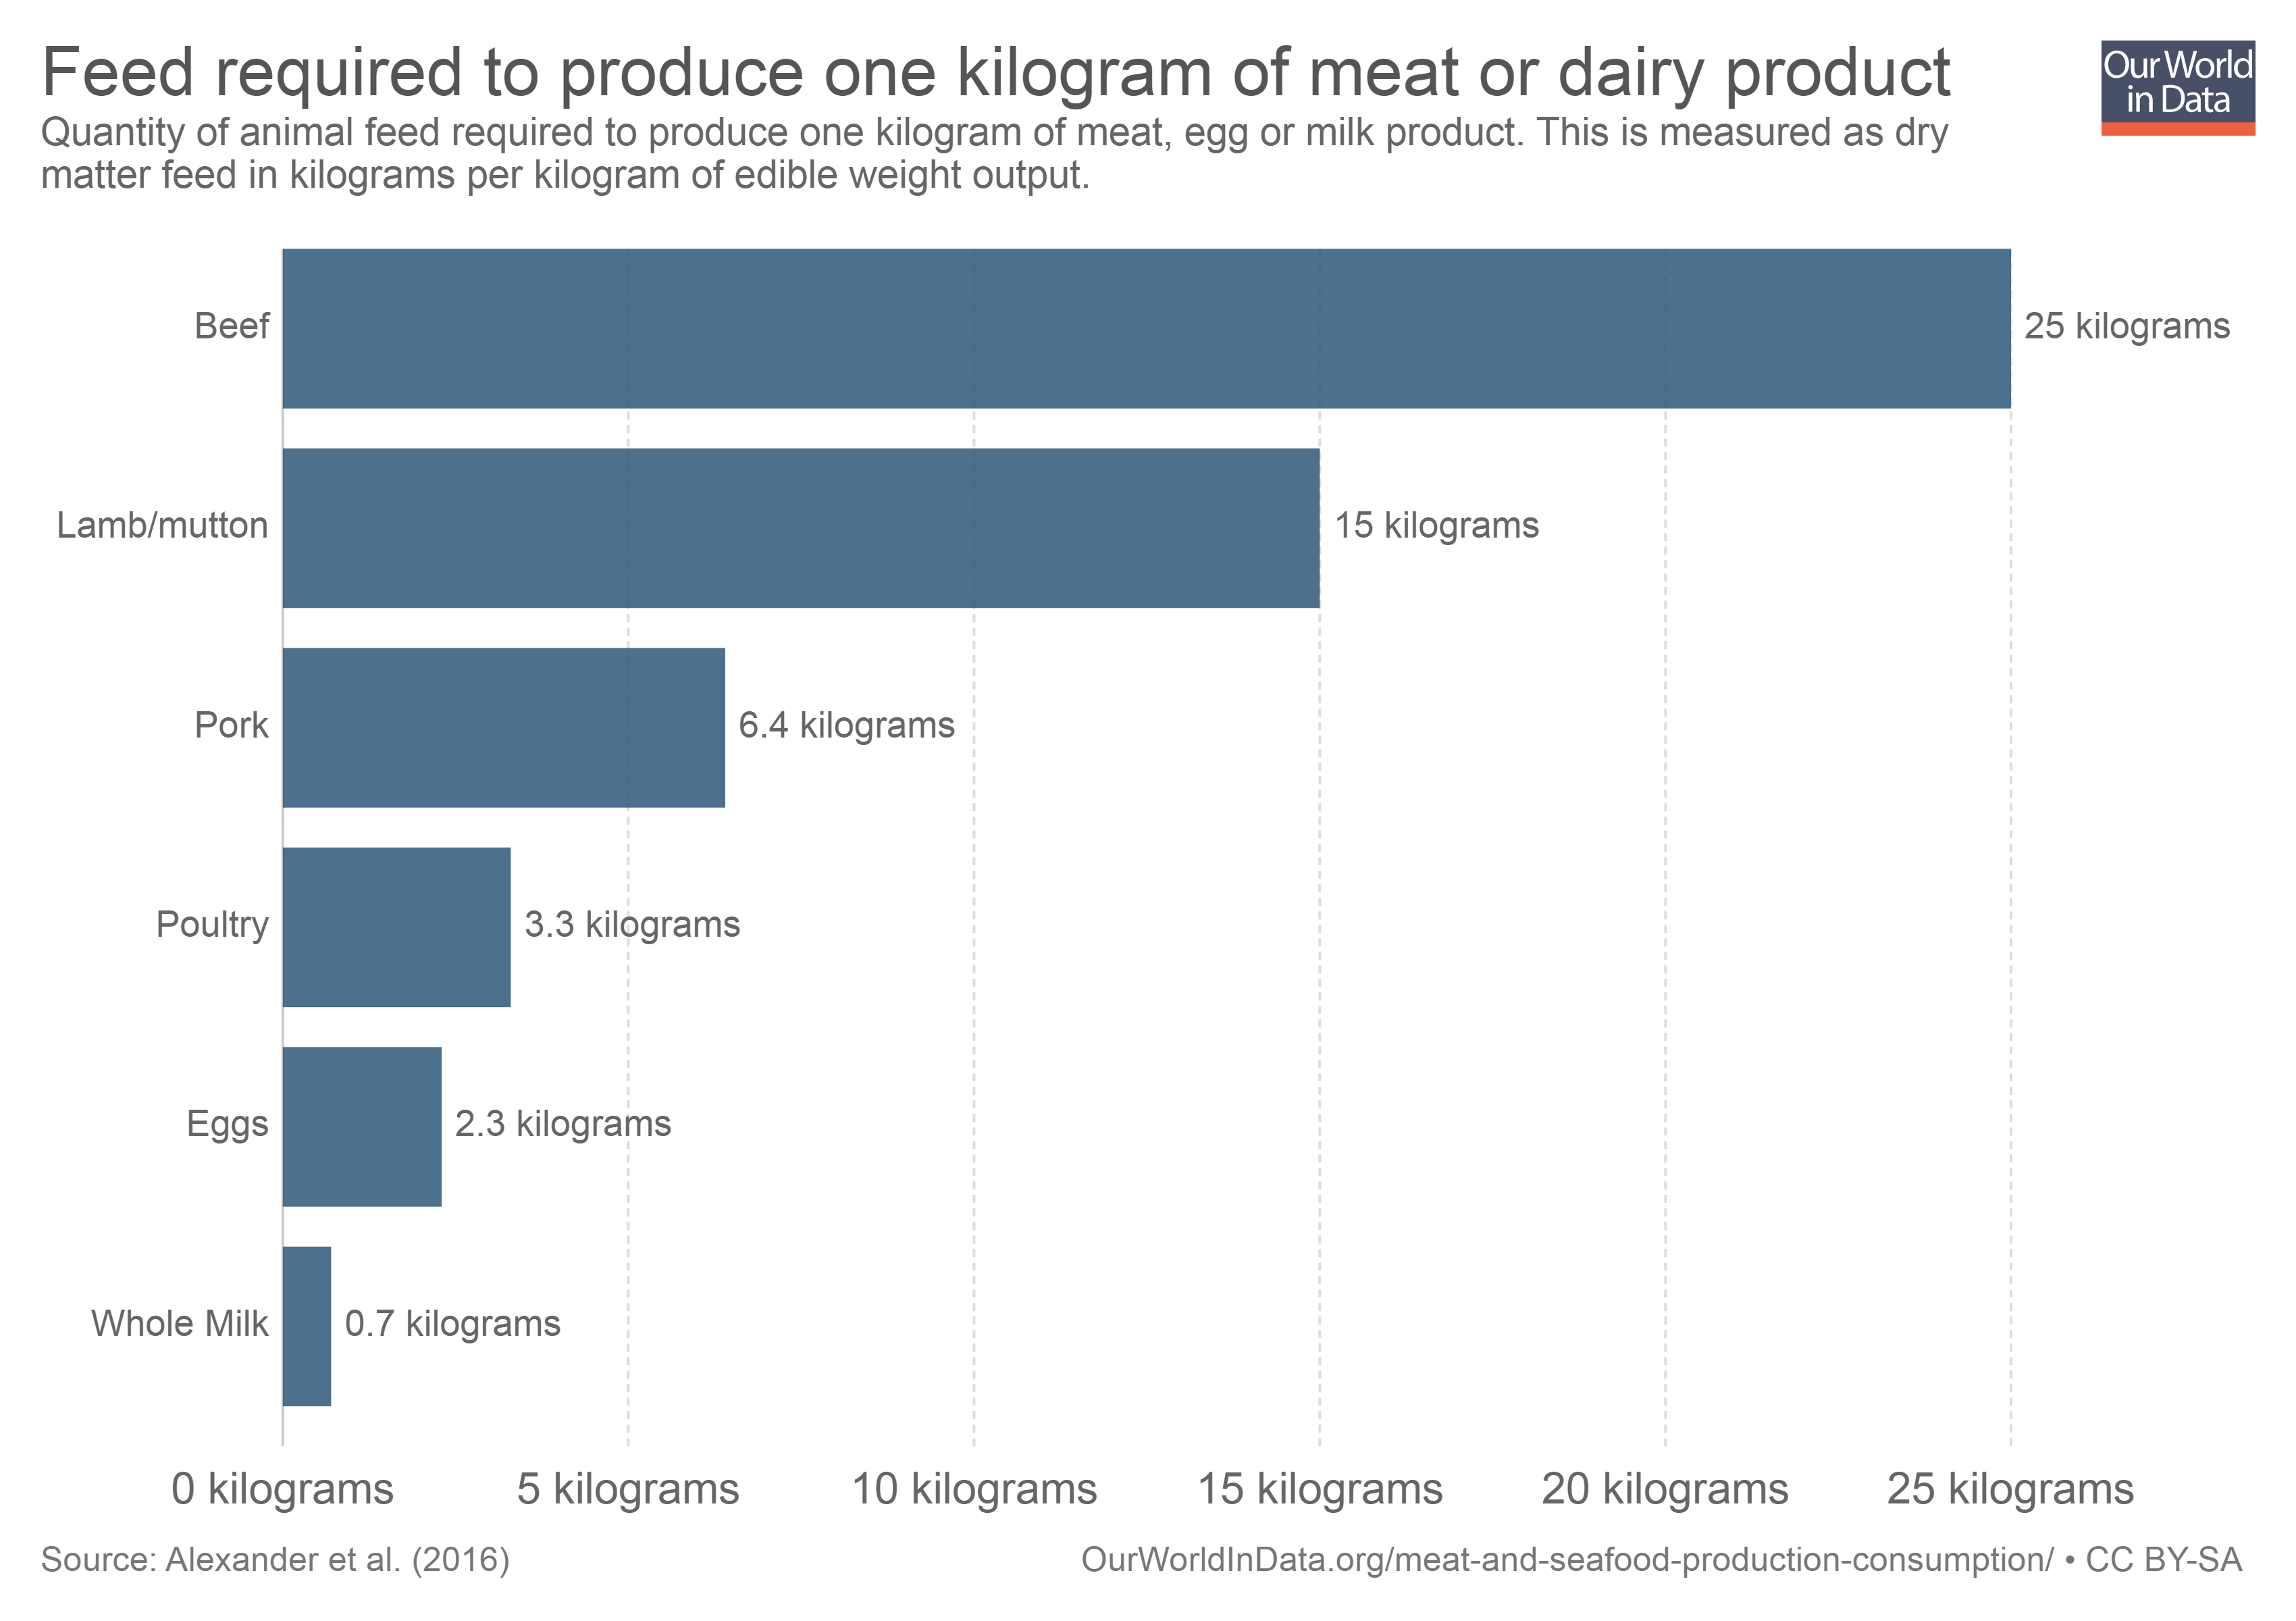 Feed required to produce one kilogram of meat or dairy product
Our World
in Data
Quantity of animal feed required to produce one kilogram of meat, egg or milk product. This is measured as dry
matter feed in kilograms per kilogram of edible weight output.
Beef
25 kilograms
Lamb/mutton
15 kilograms
Pork
6.4 kilograms
Poultry
3.3 kilograms
Eggs
2.3 kilograms
Whole Milk
0.7 kilograms
0 kilograms
5 kilograms
10 kilograms
15 kilograms
20 kilograms
25 kilograms
Source: Alexander et al. (2016)
OurWorldInData.org/meat-and-seafood-production-consumption/ • CC BY-SA